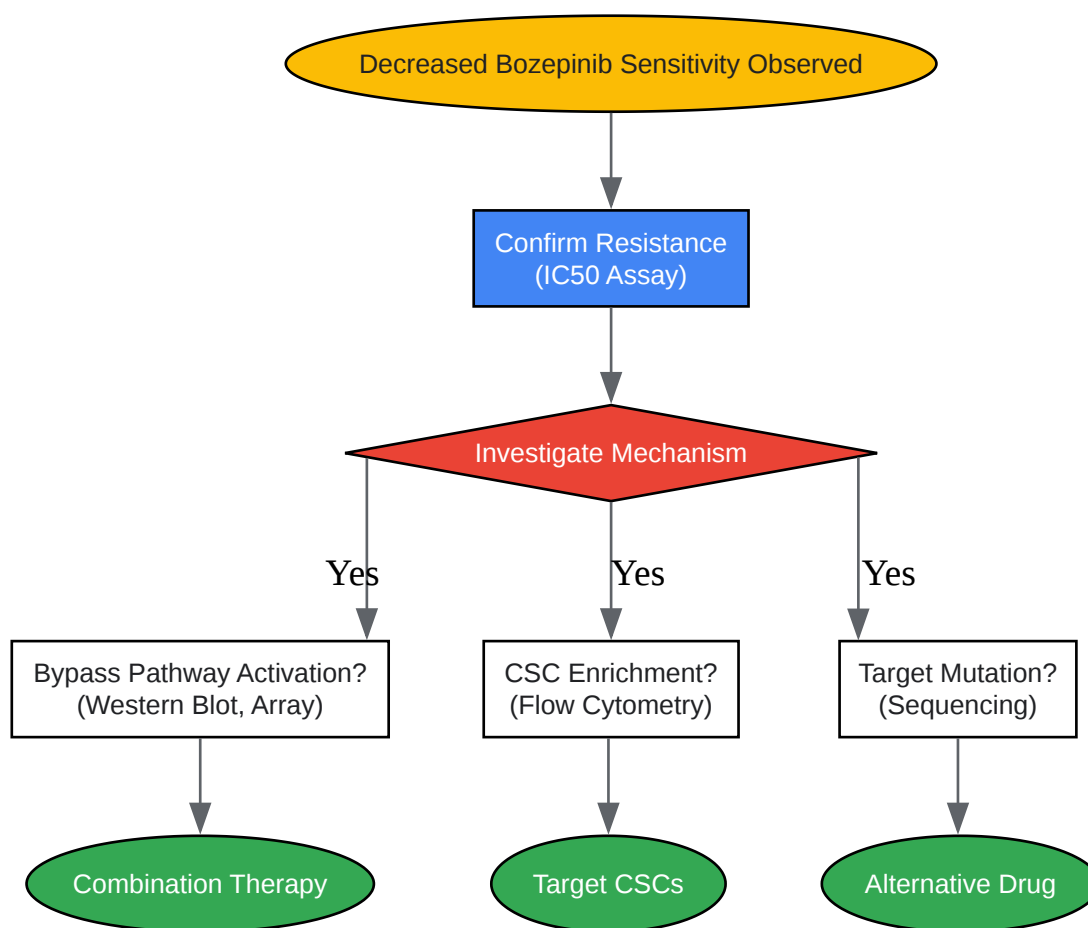 Decreased Bozepinib Sensitivity Observed
Confirm Resistance
(IC50 Assay)
Investigate Mechanism
Yes
Yes
Yes
Bypass Pathway Activation?
(Western Blot, Array)
CSC Enrichment?
(Flow Cytometry)
Target Mutation?
(Sequencing)
Combination Therapy
Target CSCs
Alternative Drug